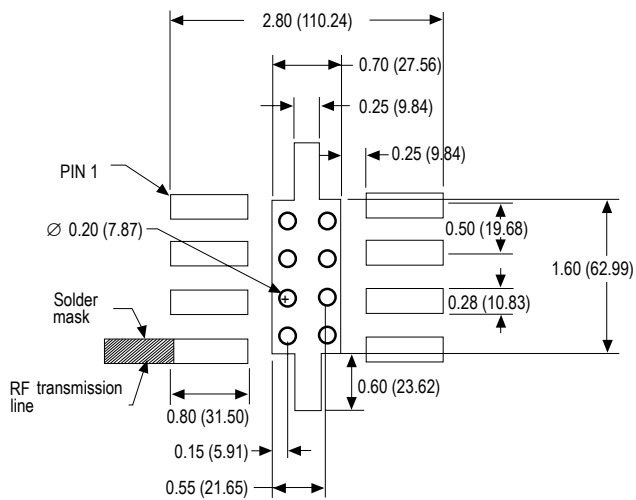 2.80 (110.24)
0.70 (27.56)
0.25 (9.84)
0.25 (9.84)
PIN 1
0.50 (19.68)
Ø 0.20 (7.87)
1.60 (62.99)
0.28 (10.83)
Solder
mask
RF transmission
line
0.60 (23.62)
0.80 (31.50)
0.15 (5.91)
0.55 (21.65)